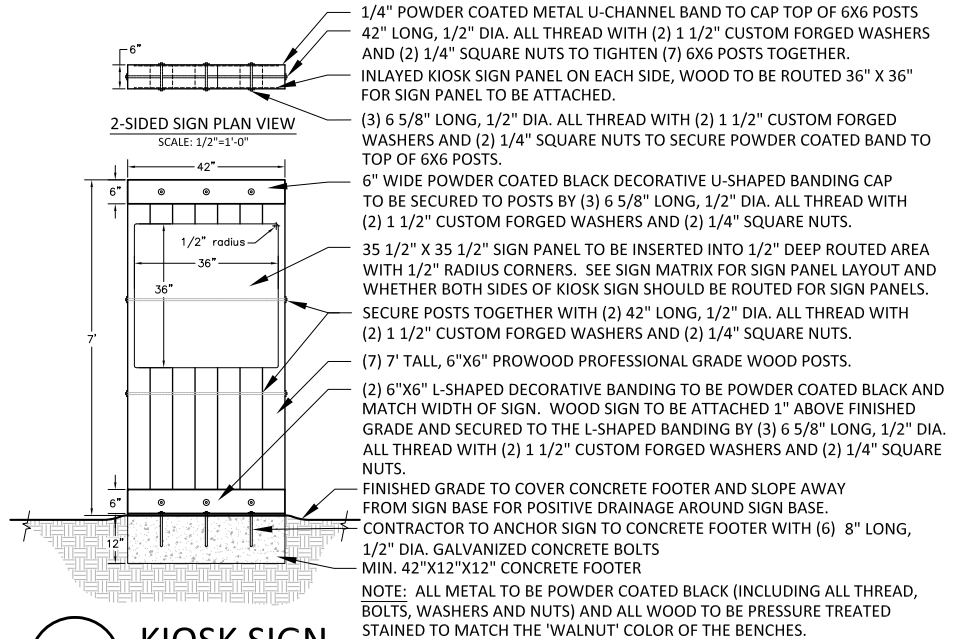 1/4" POWDER COATED METAL U-CHANNEL BAND TO CAP TOP OF 6X6 POSTS
42" LONG, 1/2" DIA. ALL THREAD WITH (2) 1 1/2" CUSTOM FORGED WASHERS
AND (2) 1/4" SQUARE NUTS TO TIGHTEN (7) 6X6 POSTS TOGETHER.
INLAYED KIOSK SIGN PANEL ON EACH SIDE, WOOD TO BE ROUTED 36" X 36"
FOR SIGN PANEL TO BE ATTACHED.
(3) 6 5/8" LONG, 1/2" DIA. ALL THREAD WITH (2) 1 1/2" CUSTOM FORGED
WASHERS AND (2) 1/4" SQUARE NUTS TO SECURE POWDER COATED BAND TO
TOP OF 6X6 POSTS.
6"
2-SIDED SIGN PLAN VIEW
SCALE: 1/2"=1'-0"
42"
6"
1/2" radius
36"
36"
7'
6"
12"
6" WIDE POWDER COATED BLACK DECORATIVE U-SHAPED BANDING CAP
TO BE SECURED TO POSTS BY (3) 6 5/8" LONG, 1/2" DIA. ALL THREAD WITH
(2) 1 1/2" CUSTOM FORGED WASHERS AND (2) 1/4" SQUARE NUTS.
35 1/2" X 35 1/2" SIGN PANEL TO BE INSERTED INTO 1/2" DEEP ROUTED AREA
WITH 1/2" RADIUS CORNERS. SEE SIGN MATRIX FOR SIGN PANEL LAYOUT AND
WHETHER BOTH SIDES OF KIOSK SIGN SHOULD BE ROUTED FOR SIGN PANELS.
SECURE POSTS TOGETHER WITH (2) 42" LONG, 1/2" DIA. ALL THREAD WITH
(2) 1 1/2" CUSTOM FORGED WASHERS AND (2) 1/4" SQUARE NUTS.
(7) 7' TALL, 6"X6" PROWOOD PROFESSIONAL GRADE WOOD POSTS.
(2) 6"X6" L-SHAPED DECORATIVE BANDING TO BE POWDER COATED BLACK AND
MATCH WIDTH OF SIGN. WOOD SIGN TO BE ATTACHED 1" ABOVE FINISHED
GRADE AND SECURED TO THE L-SHAPED BANDING BY (3) 6 5/8" LONG, 1/2" DIA.
ALL THREAD WITH (2) 1 1/2" CUSTOM FORGED WASHERS AND (2) 1/4" SQUARE
NUTS.
FINISHED GRADE TO COVER CONCRETE FOOTER AND SLOPE AWAY
FROM SIGN BASE FOR POSITIVE DRAINAGE AROUND SIGN BASE.
CONTRACTOR TO ANCHOR SIGN TO CONCRETE FOOTER WITH (6) 8" LONG,
1/2" DIA. GALVANIZED CONCRETE BOLTS
MIN. 42"X12"X12" CONCRETE FOOTER
NOTE: ALL METAL TO BE POWDER COATED BLACK (INCLUDING ALL THREAD,
BOLTS, WASHERS AND NUTS) AND ALL WOOD TO BE PRESSURE TREATED
STAINED TO MATCH THE 'WALNUT' COLOR OF THE BENCHES.
KIOSK SIGN